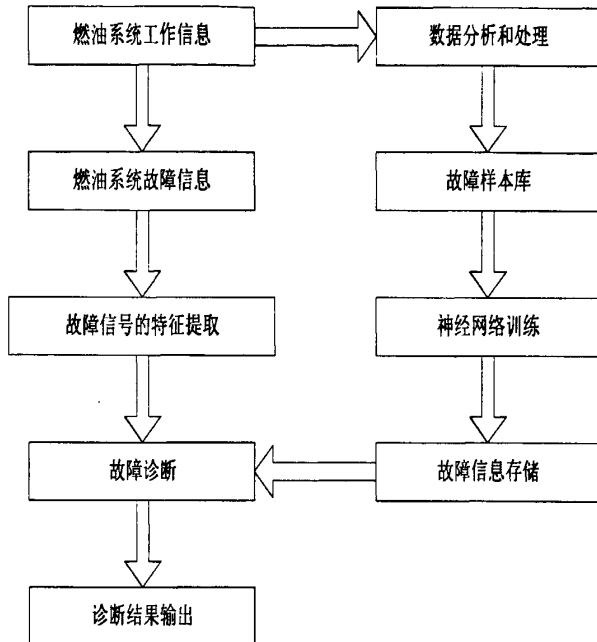 燃油系统工作信息
数据分析和处理
燃油系统故障信息
故障样本库
故障信号的特征提取
神经网络训练
故障诊断
故障信息存储
诊断结果输出